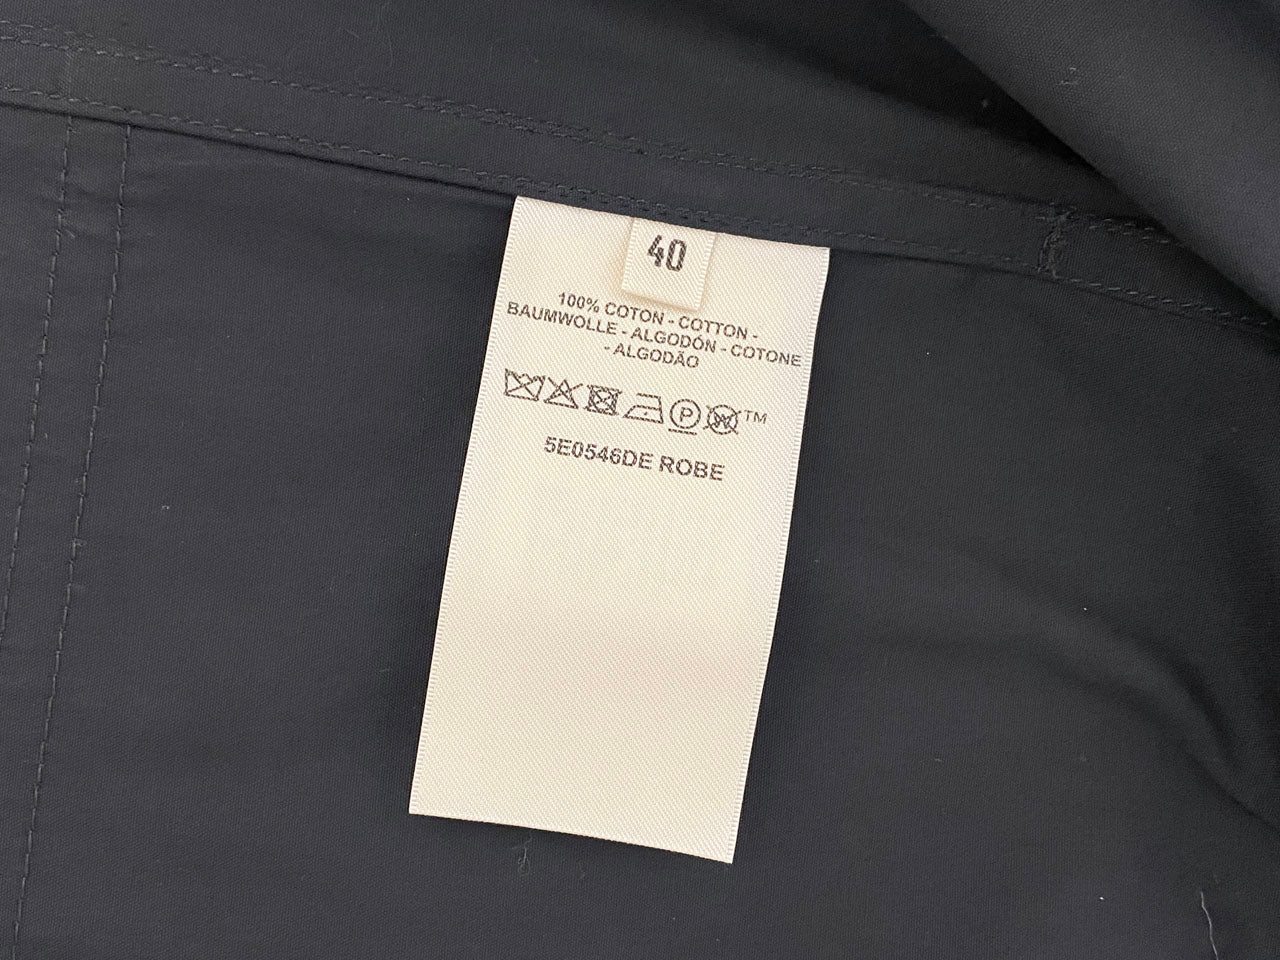 40
100% COTON - COTTON -
BAUMWOLLE - ALGODÓN - COTONE
- ALGODÃO
P W TM
5E0546DE ROBE